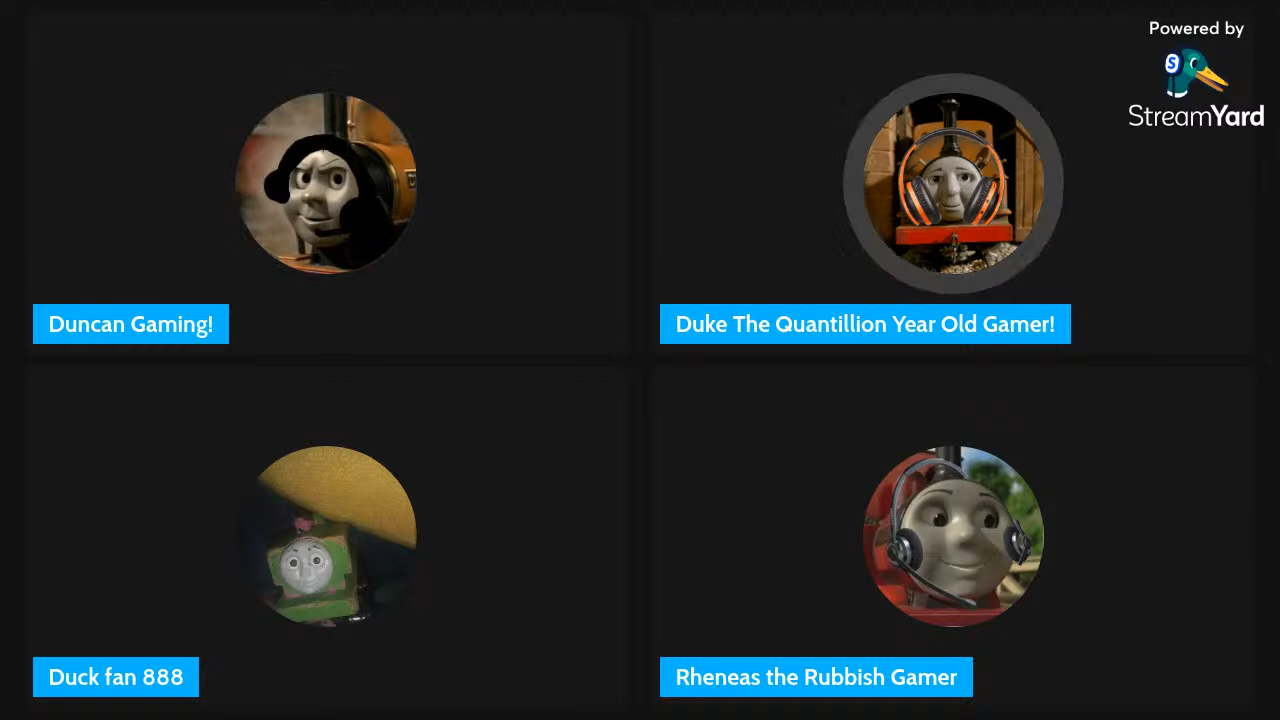 Powered by
S
StreamYard
Duncan Gaming!
Duke The Quantillion Year Old Gamer!
Duck fan 888
Rheneas the Rubbish Gamer